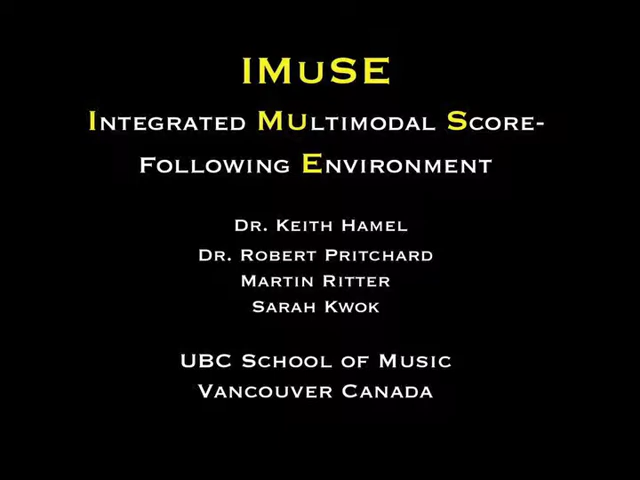 IMuSE
Integrated MUltimodal Score-
Following Environment
Dr. Keith Hamel
Dr. Robert Pritchard
Martin Ritter
Sarah Kwok
UBC School of Music
Vancouver Canada